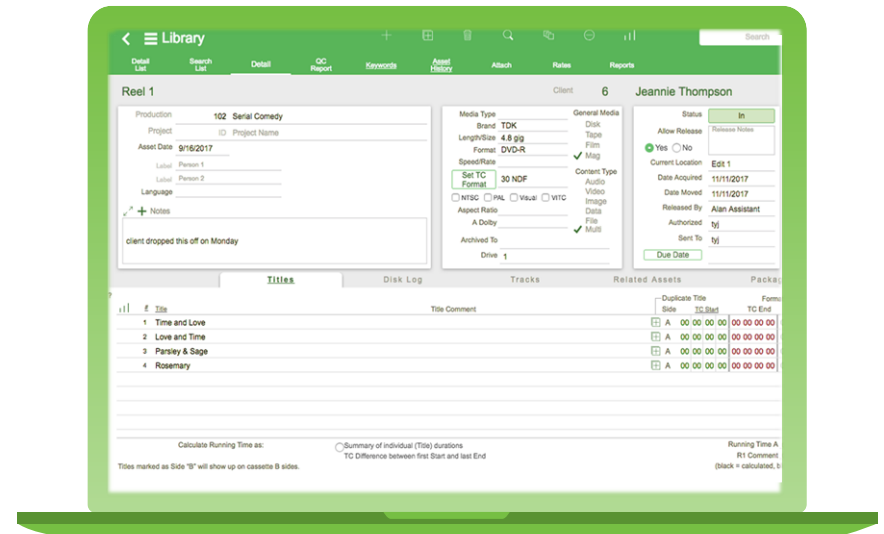 Library
Search
Detail List
Search List
Detail
QC Report
Keywords
Asset History
Attach
Rates
Reports
Reel 1
Client 6 Jeannie Thompson
Production 102 Serial Comedy
Project ID Project Name
Asset Date 9/16/2017
Label Person 1
Label Person 2
Language
Notes
client dropped this off on Monday
Media Type
Brand TDK
Length/Size 4.8 gig
Format DVD-R
Speed/Rate
Set TC Format 30 NDF
NTSC PAL Visual VITC
Aspect Ratio
A Dolby
Archived To
Drive 1
General Media
Disk
Tape
Film
Mag
Content Type
Audio
Video
Image
Data
File
Multi
Status In
Allow Release Release Notes
Yes No
Current Location Edit 1
Date Acquired 11/11/2017
Date Moved 11/11/2017
Released By Alan Assistant
Authorized tyj
Sent To tyj
Due Date
Titles Disk Log Tracks Related Assets Packag
Duplicate Title Forma
# Title Title Comment Side TC Start TC End
1 Time and Love A 00 00 00 00 00 00 00 00
2 Love and Time A 00 00 00 00 00 00 00 00
3 Parsley & Sage A 00 00 00 00 00 00 00 00
4 Rosemary A 00 00 00 00 00 00 00 00
Calculate Running Time as: Summary of individual (Title) durations Running Time A
TC Difference between first Start and last End R1 Comment
Titles marked as Side "B" will show up on cassette B sides. (black = calculated, b